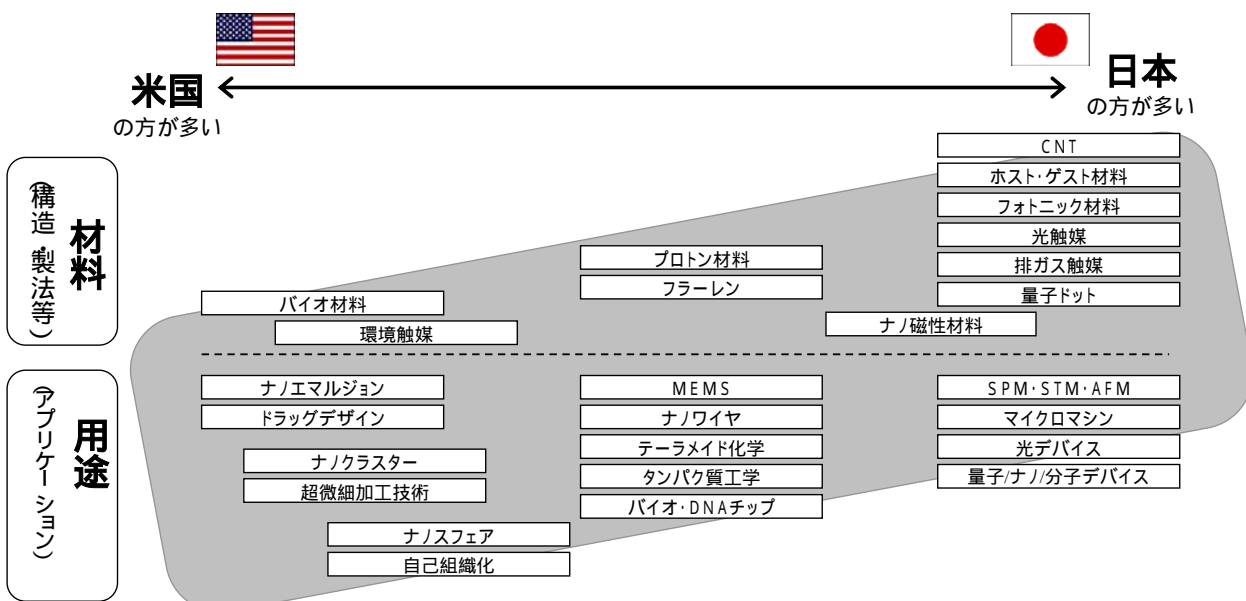 米国
の方が多い
日本
の方が多い
材料
(構造・製法等)
CNT
ホスト・ゲスト材料
フォトニック材料
光触媒
排ガス触媒
量子ドット
ナノ磁性材料
プロトン材料
フラーレン
バイオ材料
環境触媒
用途
(アプリケーション)
ナノエマルジョン
ドラッグデザイン
ナノクラスター
超微細加工技術
ナノスフェア
自己組織化
MEMS
ナノワイヤ
テーラメイド化学
タンパク質工学
バイオ・DNAチップ
SPM・STM・AFM
マイクロマシン
光デバイス
量子/ナノ/分子デバイス